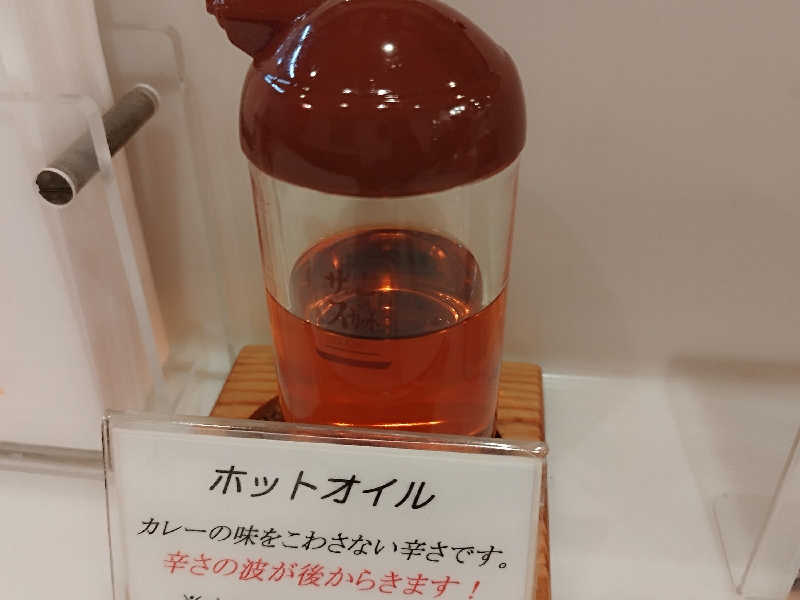 ホットオイル
カレーの味をこわさない辛さです。
辛さの波が後からきます！